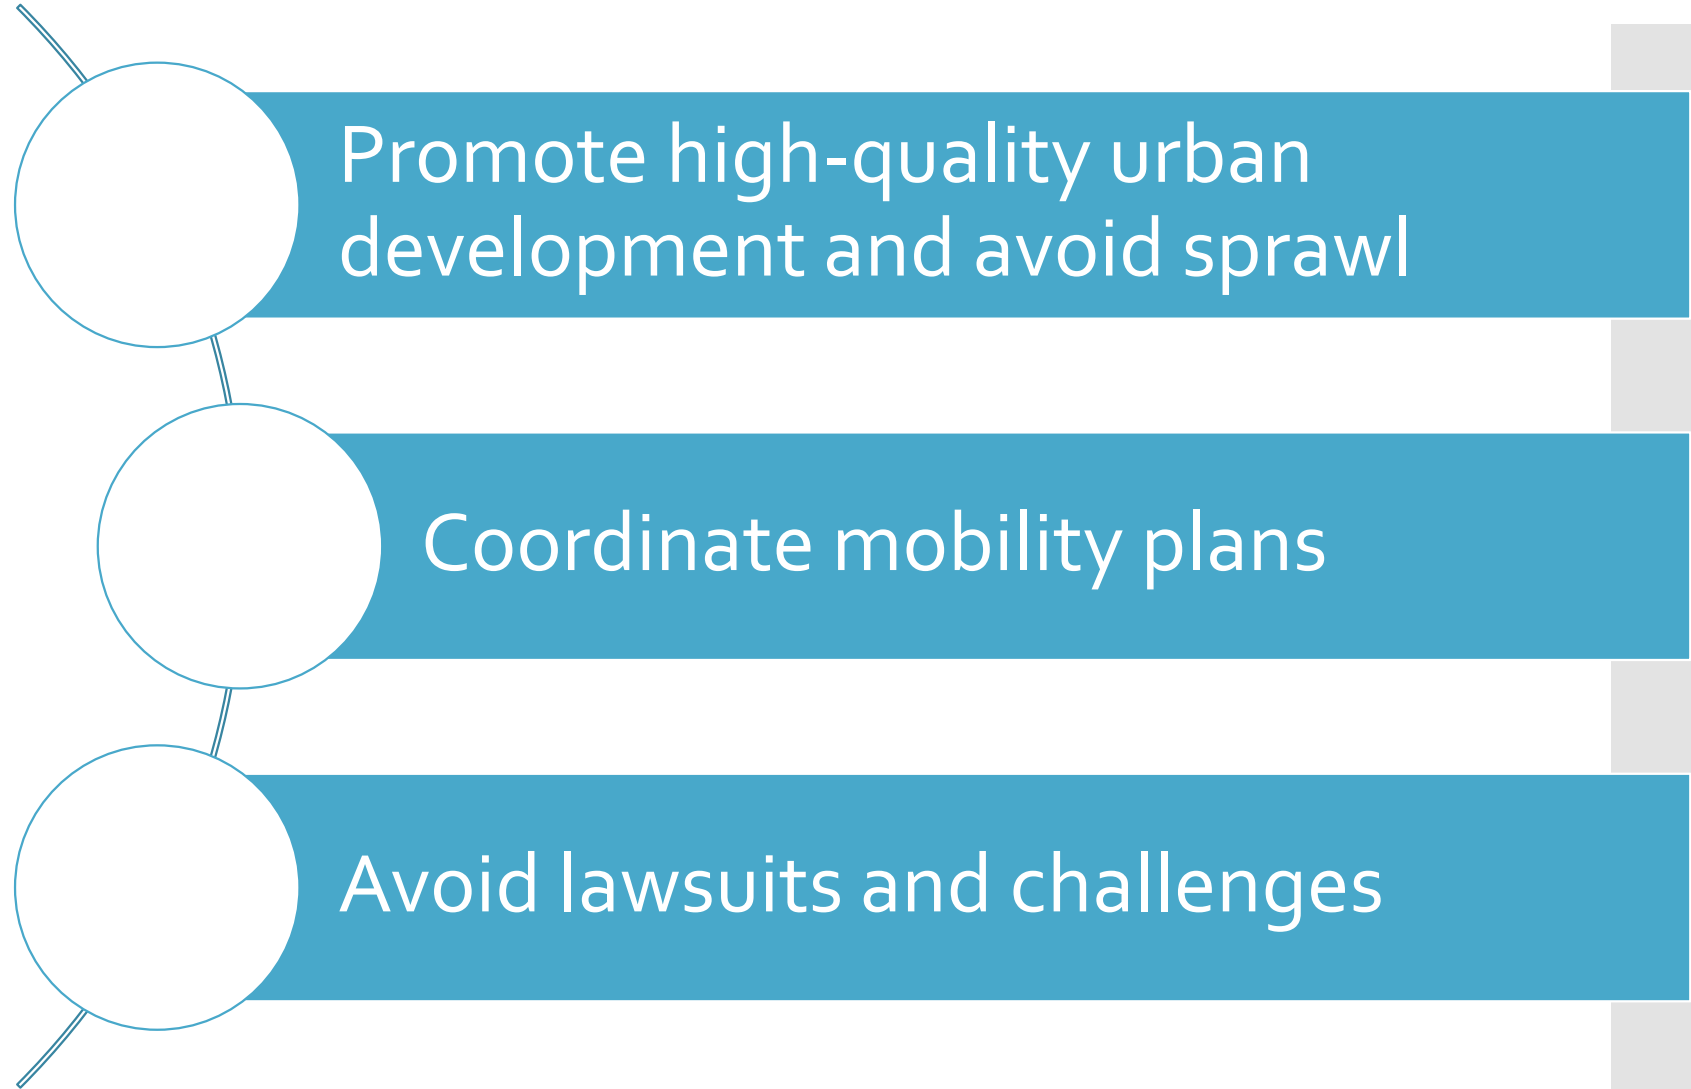 Promote high-quality urban
development and avoid sprawl
Coordinate mobility plans
Avoid lawsuits and challenges